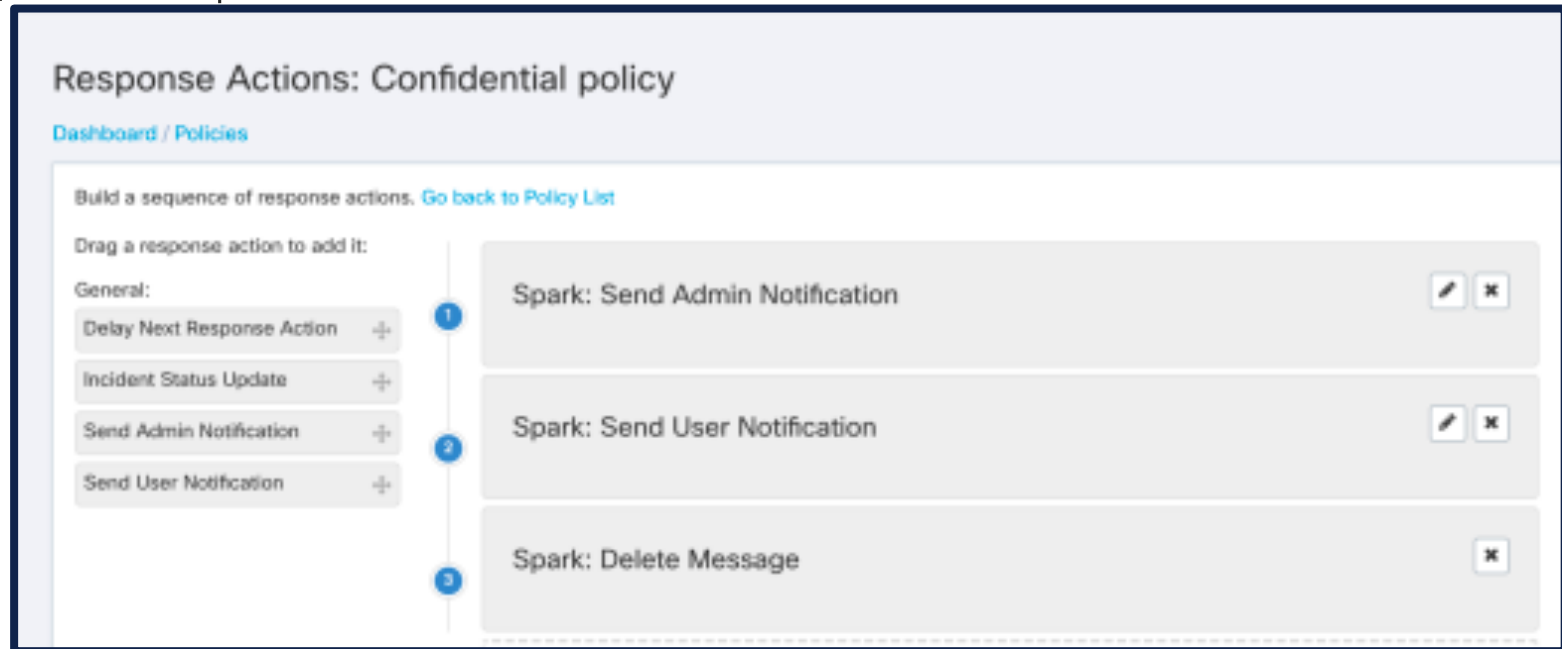 Response Actions: Confidential policy
Dashboard / Policies
Build a sequence of response actions. Go back to Policy List
Drag a response action to add it:
General:
Delay Next Response Action
Incident Status Update
Send Admin Notification
Send User Notification
1
Spark: Send Admin Notification
2
Spark: Send User Notification
3
Spark: Delete Message